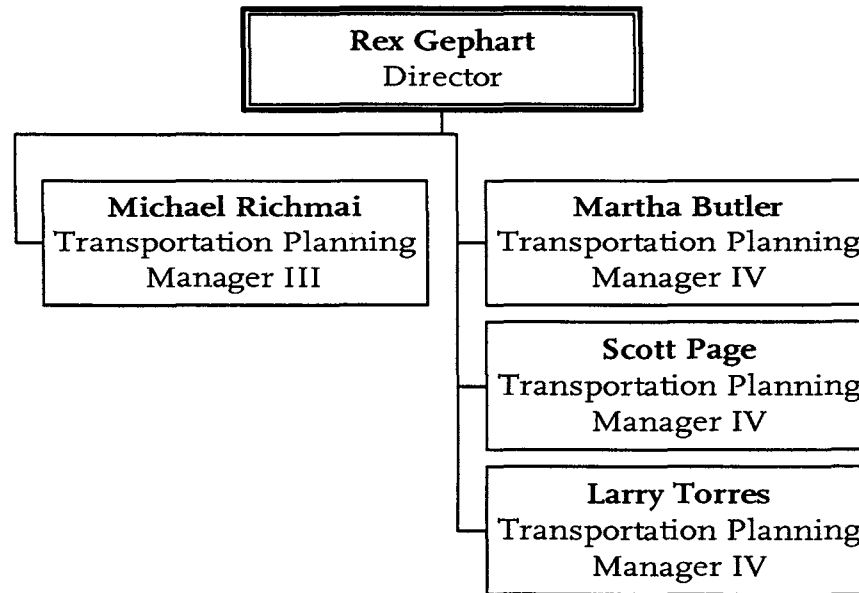 Rex Gephart
Director
Michael Richmai
Transportation Planning
Manager III
Martha Butler
Transportation Planning
Manager IV
Scott Page
Transportation Planning
Manager IV
Larry Torres
Transportation Planning
Manager IV